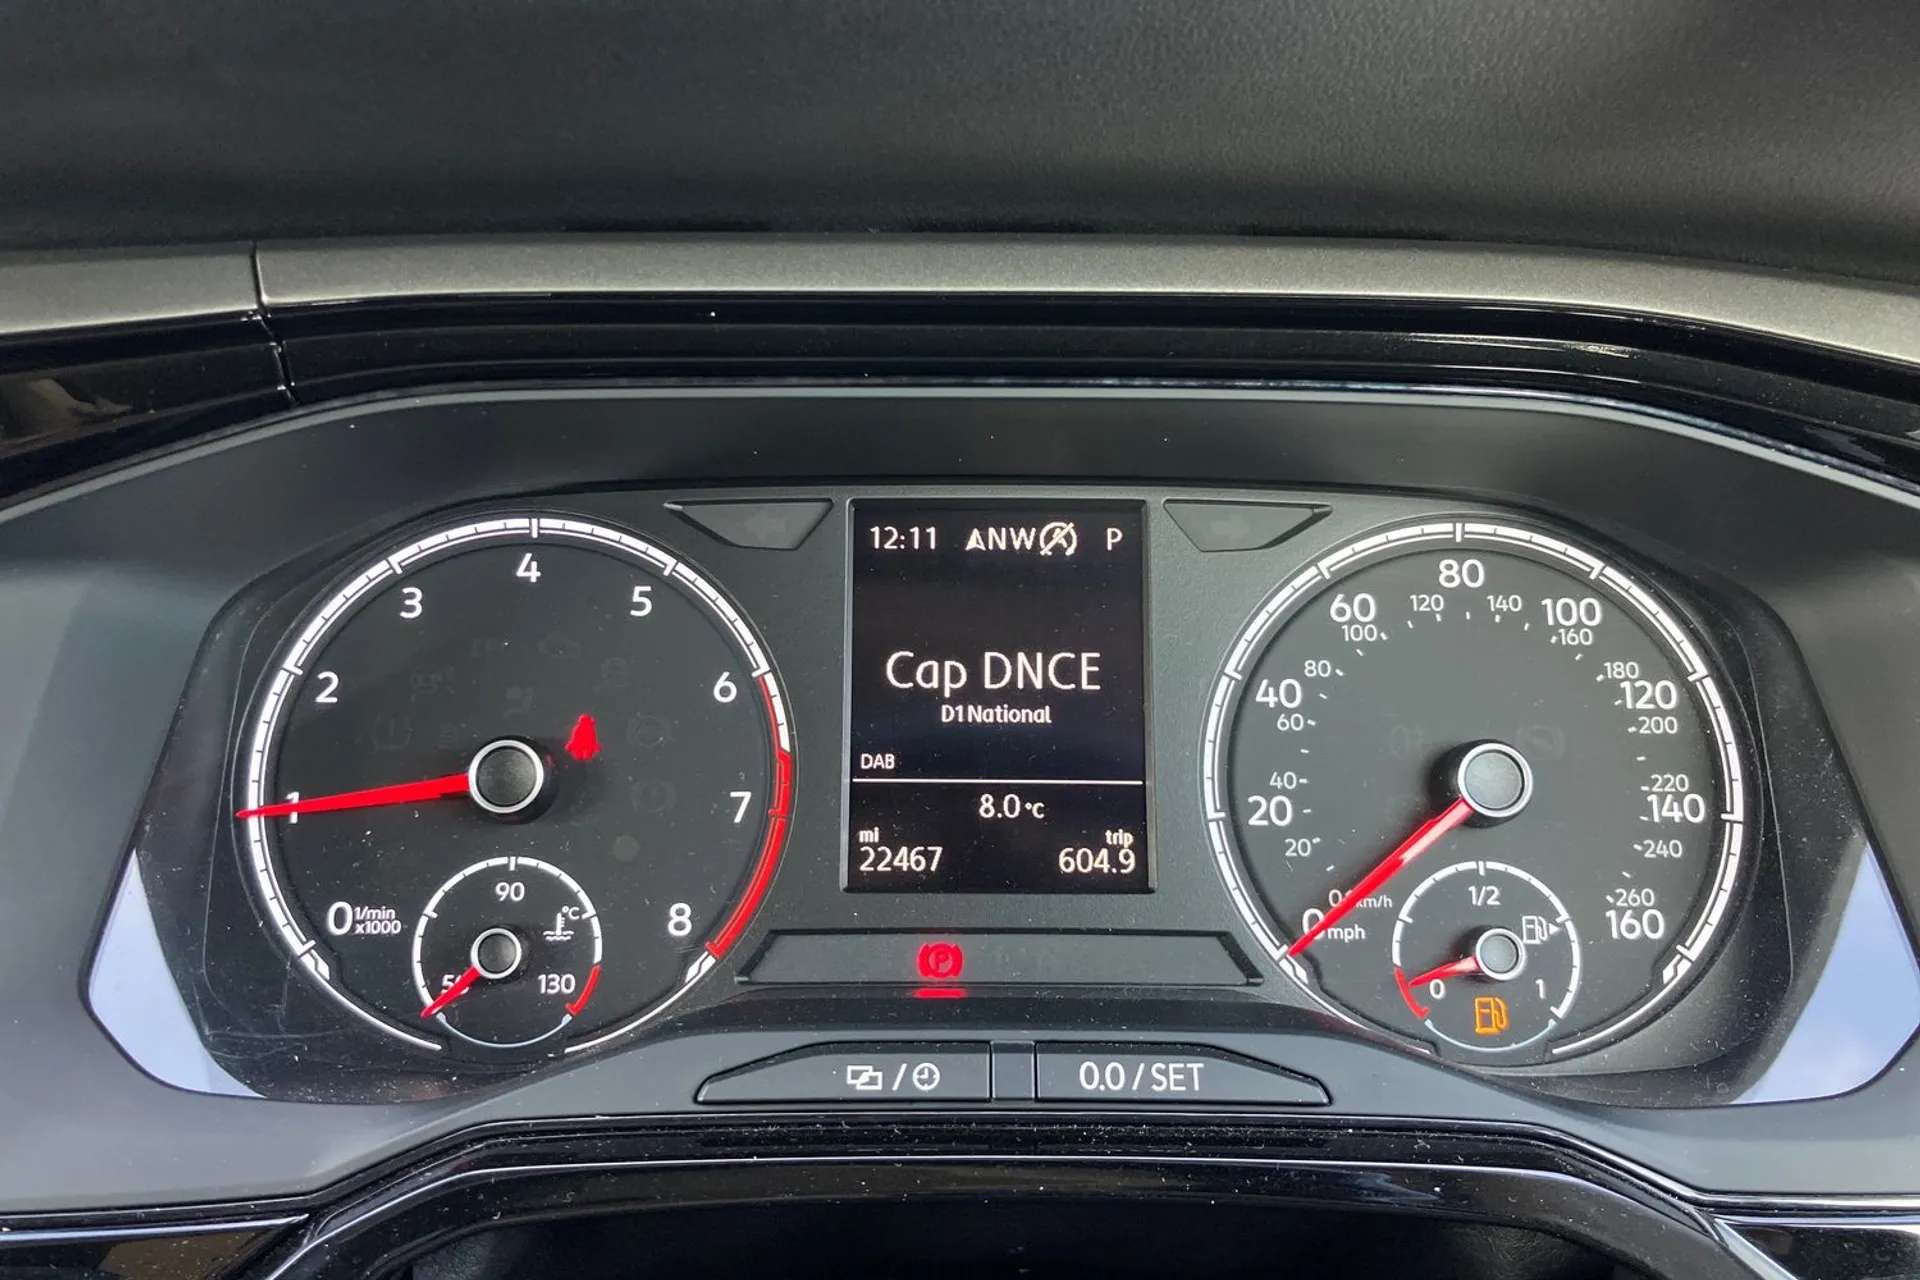 12:11 NW P
Cap DNCE
D1 National
DAB
8.0 °C
mi trip
22467 604.9
0 1 2 3 4 5 6 7 8
1/min
x1000
90
°C
130
0 20 40 60 80 100 120 140 160
mph
20 40 60 80 100 120 140 160 180 200 220 240 260
km/h
1/2
0 1
P
/ 0.0 / SET